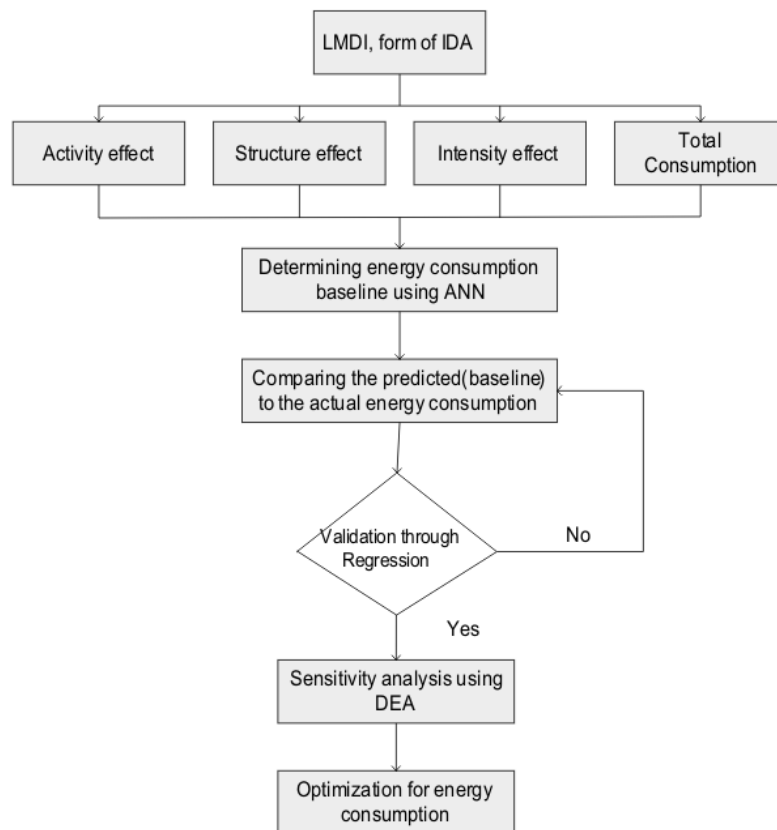 LMDI, form of IDA
Activity effect
Structure effect
Intensity effect
Total
Consumption
Determining energy consumption
baseline using ANN
Comparing the predicted(baseline)
to the actual energy consumption
Validation through
Regression
No
Yes
Sensitivity analysis using
DEA
Optimization for energy
consumption